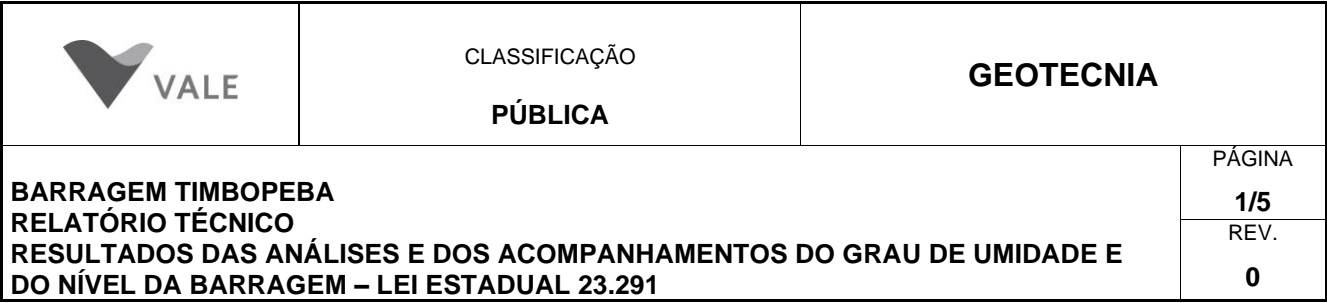 VALE
CLASSIFICAÇÃO
PÚBLICA
GEOTECNIA
BARRAGEM TIMBOPEBA
RELATÓRIO TÉCNICO
RESULTADOS DAS ANÁLISES E DOS ACOMPANHAMENTOS DO GRAU DE UMIDADE E
DO NÍVEL DA BARRAGEM – LEI ESTADUAL 23.291
PÁGINA
1/5
REV.
0